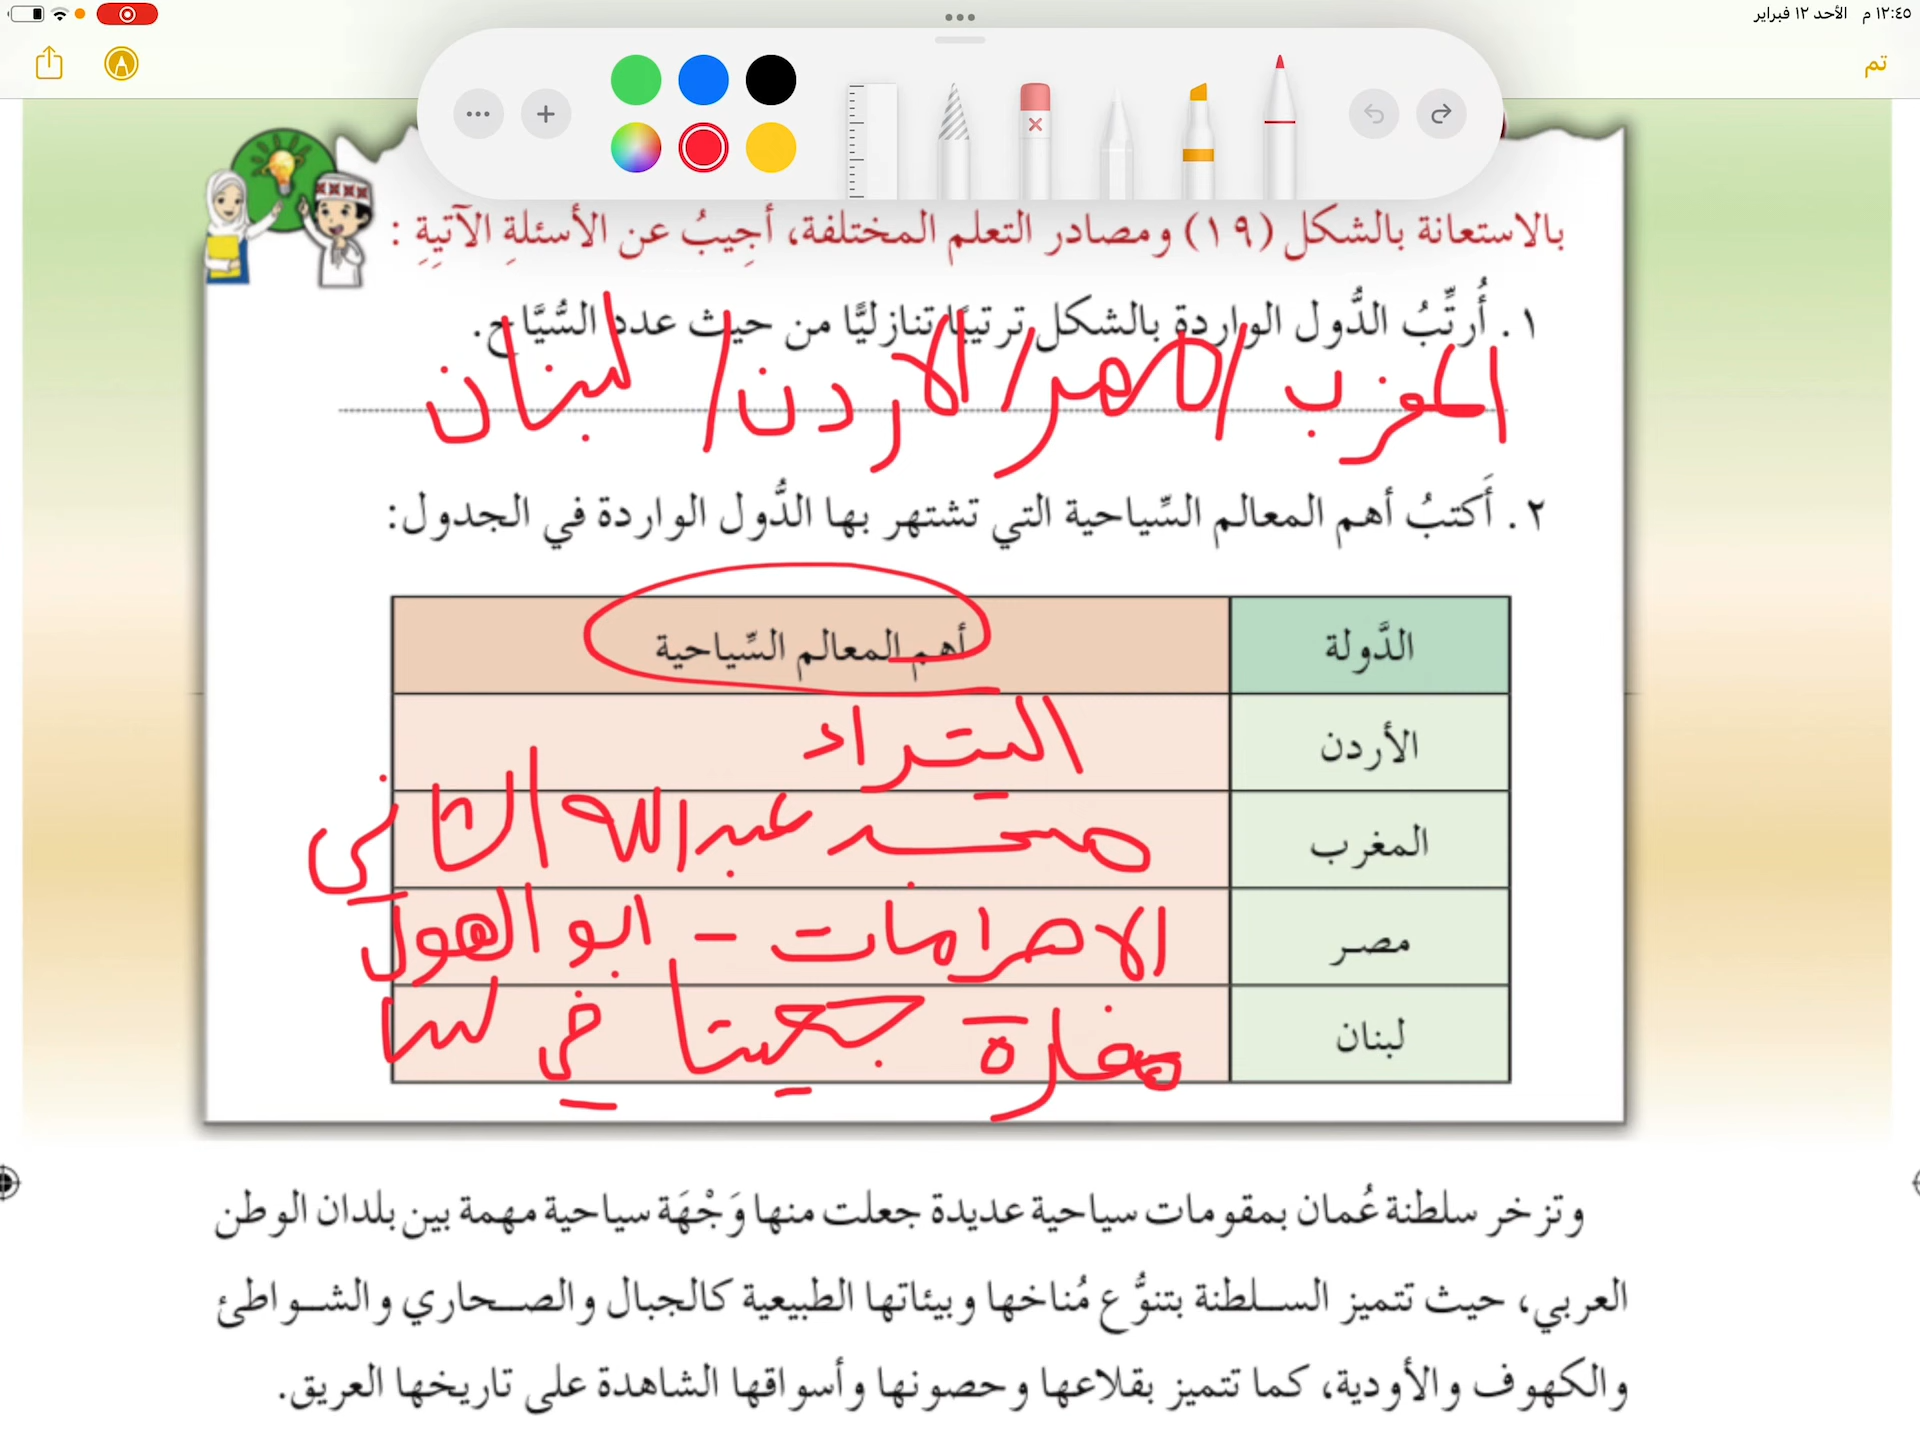 ١٢:٤٥ م الأحد ١٢ فبراير
تم
بالاستعانة بالشكل (١٩) ومصادر التعلم المختلفة، أجِيبُ عن الأسئلةِ الآتيِةِ :
١. أُرتِّبُ الدُّول الواردة بالشكل ترتيبًا تنازليًّا من حيث عدد السُّيَّاح.
المغرب / مصر / الاردن / لبنان
٢. أَكتبُ أهم المعالم السِّياحية التي تشتهر بها الدُّول الواردة في الجدول:
الدَّولة أهم المعالم السِّياحية
الأردن البتراء
المغرب عبدالله الثاني
مصر الاهرامات - ابو الهول
لبنان مغارة جعيتا في
وتزخر سلطنة عُمان بمقومات سياحية عديدة جعلت منها وَجْهَة سياحية مهمة بين بلدان الوطن
العربي، حيث تتميز السلطنة بتنوُّع مُناخها وبيئاتها الطبيعية كالجبال والصحاري والشواطئ
والكهوف والأودية، كما تتميز بقلاعها وحصونها وأسواقها الشاهدة على تاريخها العريق.